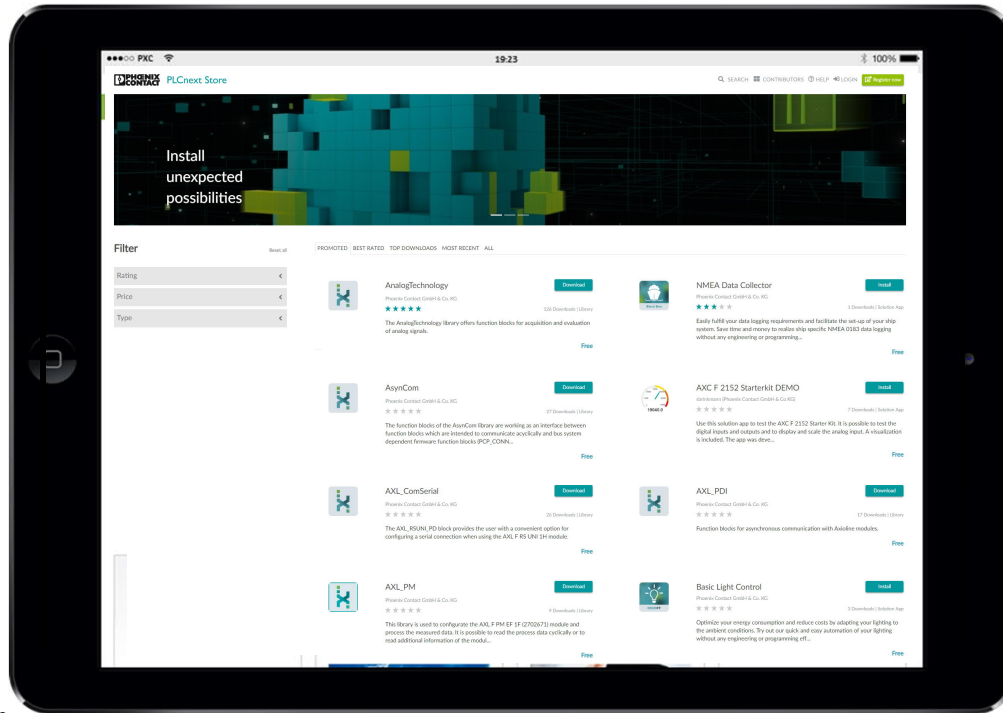 PXC
19:23
100%
PHŒNIX
CONTACT
PLCnext Store
SEARCH CONTRIBUTORS HELP LOGIN Register now
Install
unexpected
possibilities
Filter
Reset all
Rating
Price
Type
PROMOTED BEST RATED TOP DOWNLOADS MOST RECENT ALL
AnalogTechnology
Download
Phoenix Contact GmbH & Co. KG
Downloads | Library
The AnalogTechnology library offers function blocks for acquisition and evaluation
of analog signals.
Free
NMEA Data Collector
Install
Phoenix Contact GmbH & Co. KG
Downloads | Solution App
Easily fulfill your data logging requirements and facilitate the set-up of your ship
system. Save time and money to realize ship specific NMEA 0183 data logging
without any engineering or programming...
Free
AsynCom
Download
Phoenix Contact GmbH & Co. KG
27 Downloads | Library
The function blocks of the AsynCom library are working as an interface between
function blocks which are intended to communicate acyclically and bus system
dependent firmware function blocks (PCP_CONN...
Free
AXC F 2152 Starterkit DEMO
Install
(Phoenix Contact GmbH & Co KG)
7 Downloads | Solution App
Use this solution app to test the AXC F 2152 Starter Kit. It is possible to test the
digital inputs and outputs and to display and scale the analog input. A visualization
is included. The app was deve...
Free
AXL_ComSerial
Download
Phoenix Contact GmbH & Co. KG
26 Downloads | Library
The AXL_RSUNI_PD block provides the user with a convenient option for
configuring a serial connection when using the AXL F RS UNI 1H module.
Free
AXL_PDI
Download
Phoenix Contact GmbH & Co. KG
17 Downloads | Library
Function blocks for asynchronous communication with Axioline modules.
Free
AXL_PM
Download
Phoenix Contact GmbH & Co. KG
9 Downloads | Library
This library is used to configurate the AXL F PM EF 1F (2702671) module and
process the measured data. It is possible to read the process data cyclically or to
read additional information of the modul...
Free
Basic Light Control
Install
Phoenix Contact GmbH & Co. KG
Downloads | Solution App
Optimize your energy consumption and reduce costs by adapting your lighting to
the ambient conditions. Try out our quick and easy automation of your lighting
without any engineering or programming eff...
Free